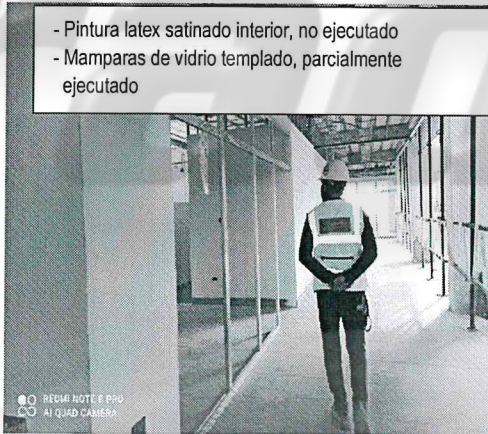 - Pintura latex satinado interior, no ejecutado
- Mamparas de vidrio templado, parcialmente
ejecutado
REDMI NOTE 8 PRO
AI QUAD CAMERA